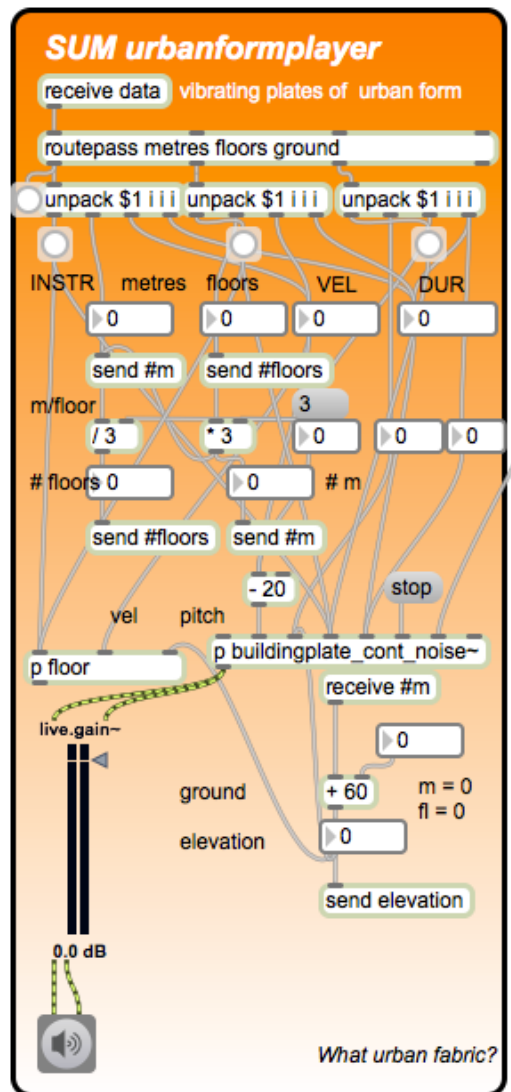 SUM urbanformplayer
receive data vibrating plates of urban form
routepass metres floors ground
unpack $1 i i i unpack $1 i i i unpack $1 i i i
INSTR metres floors VEL DUR
0 0 0 0
send #m send #floors
m/floor 3
/ 3 * 3 0 0 0
# floors 0 0 # m
send #floors send #m
- 20 stop
vel pitch
p floor p buildingplate_cont_noise~
receive #m
live.gain~
0
ground + 60 m = 0
fl = 0
elevation 0
send elevation
0.0 dB
What urban fabric?